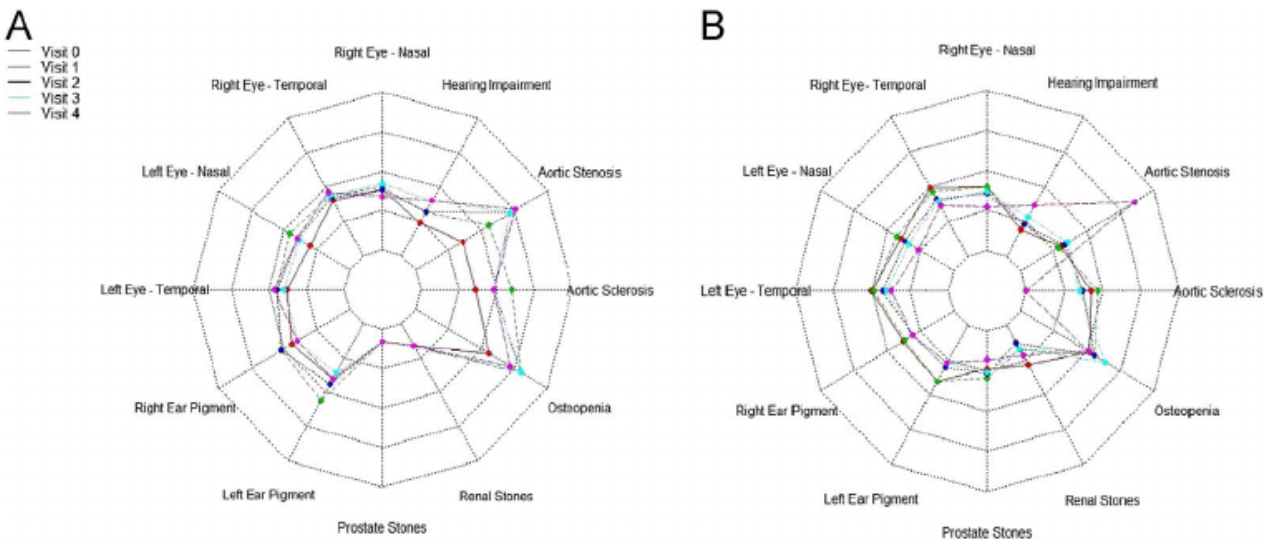 A
Visit 0
Visit 1
Visit 2
Visit 3
Visit 4
Right Eye - Nasal
Hearing Impairment
Aortic Stenosis
Aortic Sclerosis
Osteopenia
Renal Stones
Prostate Stones
Left Ear Pigment
Right Ear Pigment
Left Eye - Temporal
Left Eye - Nasal
Right Eye - Temporal
B
Right Eye - Nasal
Hearing Impairment
Aortic Stenosis
Aortic Sclerosis
Osteopenia
Renal Stones
Prostate Stones
Left Ear Pigment
Right Ear Pigment
Left Eye - Temporal
Left Eye - Nasal
Right Eye - Temporal